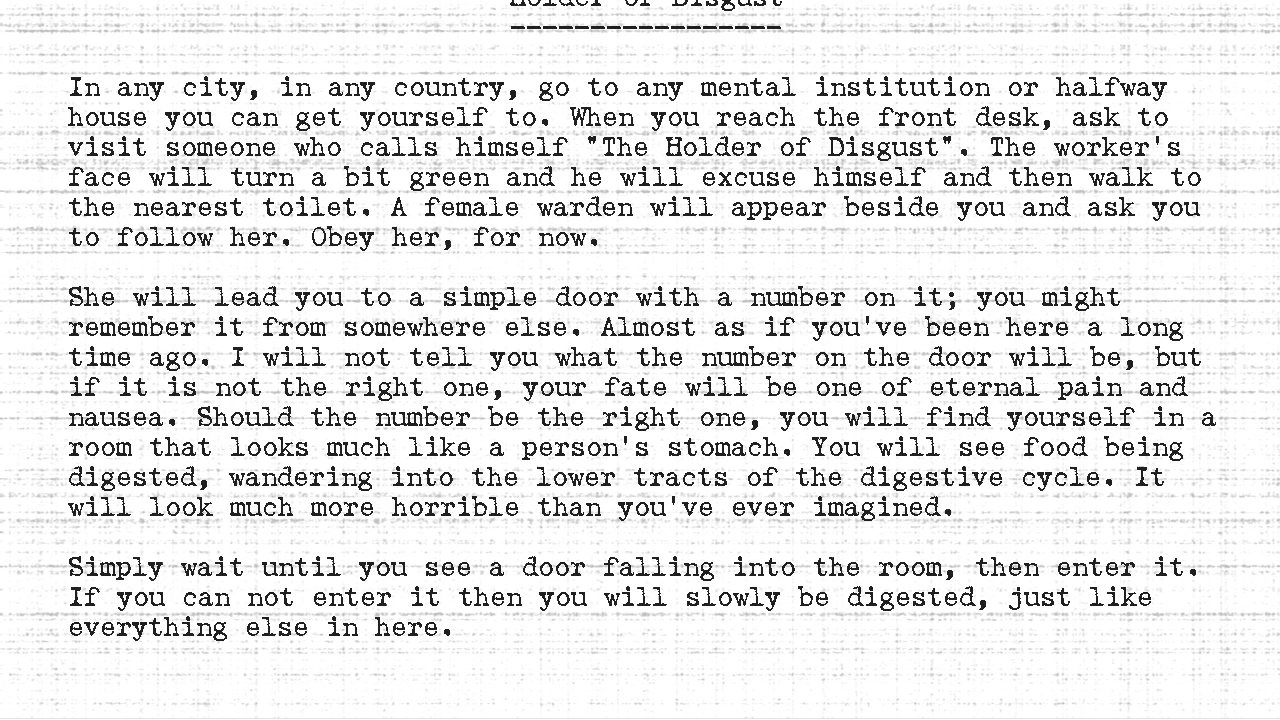 Holder of Disgust
-----------------
In any city, in any country, go to any mental institution or halfway
house you can get yourself to. When you reach the front desk, ask to
visit someone who calls himself "The Holder of Disgust". The worker's
face will turn a bit green and he will excuse himself and then walk to
the nearest toilet. A female warden will appear beside you and ask you
to follow her. Obey her, for now.
She will lead you to a simple door with a number on it; you might
remember it from somewhere else. Almost as if you've been here a long
time ago. I will not tell you what the number on the door will be, but
if it is not the right one, your fate will be one of eternal pain and
nausea. Should the number be the right one, you will find yourself in a
room that looks much like a person's stomach. You will see food being
digested, wandering into the lower tracts of the digestive cycle. It
will look much more horrible than you've ever imagined.
Simply wait until you see a door falling into the room, then enter it.
If you can not enter it then you will slowly be digested, just like
everything else in here.